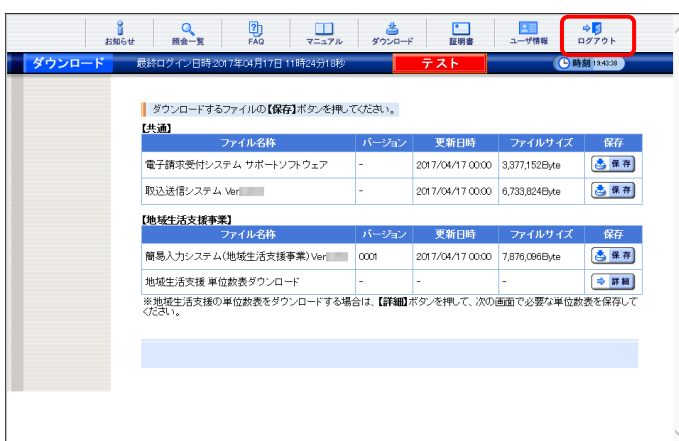 お知らせ 照会一覧 FAQ マニュアル ダウンロード 証明書 ユーザ情報 ログアウト
ダウンロード 最終ログイン日時:2017年04月17日 11時24分18秒 テスト 時刻 19:43:38
ダウンロードするファイルの【保存】ボタンを押してください。
【共通】
ファイル名称 バージョン 更新日時 ファイルサイズ 保存
電子請求受付システム サポートソフトウェア - 2017/04/17 00:00 3,377,152Byte 保存
取込送信システム Ver - 2017/04/17 00:00 6,733,824Byte 保存
【地域生活支援事業】
ファイル名称 バージョン 更新日時 ファイルサイズ 保存
簡易入力システム(地域生活支援事業) Ver 0001 2017/04/17 00:00 7,876,096Byte 保存
地域生活支援 単位数表ダウンロード - - - 詳細
※地域生活支援の単位数表をダウンロードする場合は、【詳細】ボタンを押して、次の画面で必要な単位数表を保存して
ください。